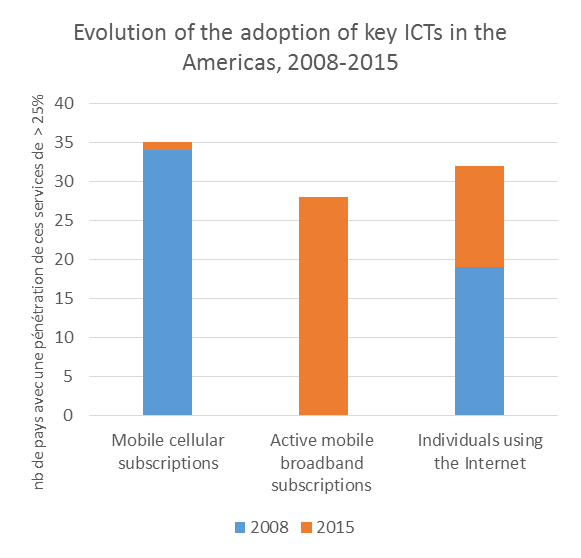 Evolution of the adoption of key ICTs in the
Americas, 2008-2015
nb de pays avec une pénétration de ces services de > 25%
40
35
30
25
20
15
10
5
0
Mobile cellular
subscriptions
Active mobile
broadband
subscriptions
Individuals using
the Internet
2008
2015